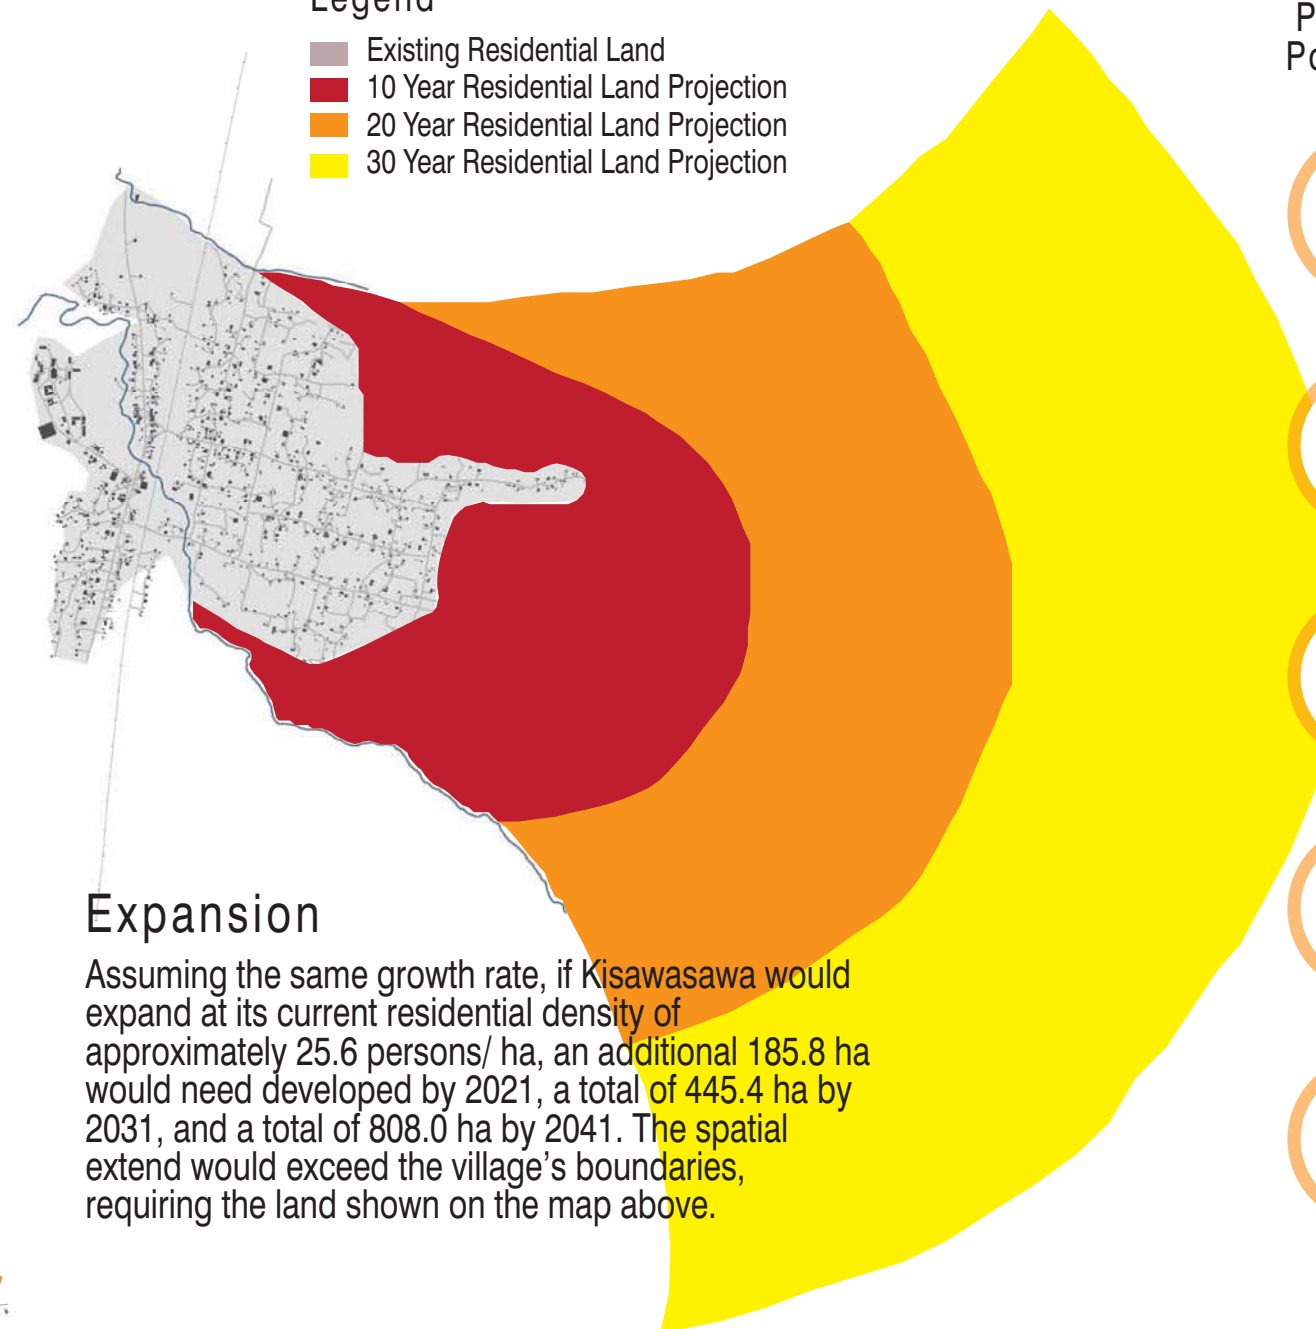 Legend
Existing Residential Land
10 Year Residential Land Projection
20 Year Residential Land Projection
30 Year Residential Land Projection
Expansion
Assuming the same growth rate, if Kisawasawa would
expand at its current residential density of
approximately 25.6 persons/ ha, an additional 185.8 ha
would need developed by 2021, a total of 445.4 ha by
2031, and a total of 808.0 ha by 2041. The spatial
extend would exceed the village's boundaries,
requiring the land shown on the map above.